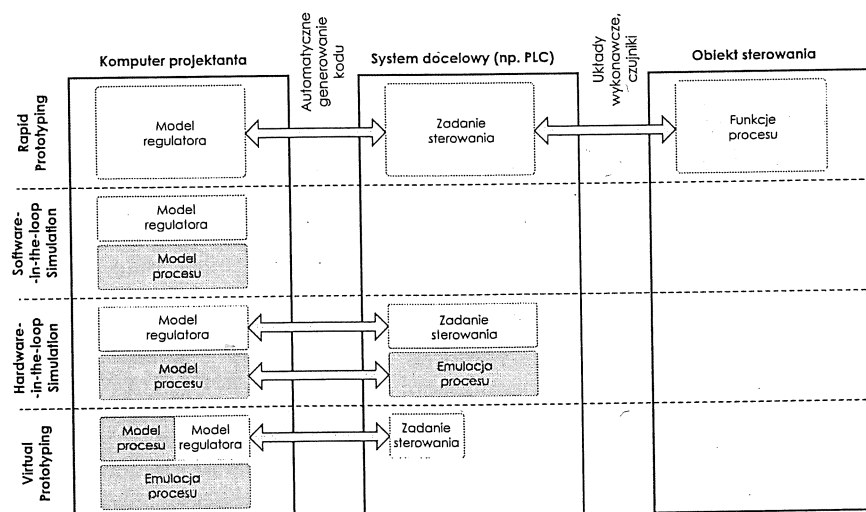 Komputer projektanta
Automatyczne
generowanie
kodu
System docelowy (np. PLC)
Układy
wykonawcze,
czujniki
Obiekt sterowania
Rapid
Prototyping
Model
regulatora
Zadanie
sterowania
Funkcje
procesu
Software-
-in-the-loop
Simulation
Model
regulatora
Model
procesu
Hardware-
-in-the-loop
Simulation
Model
regulatora
Zadanie
sterowania
Model
procesu
Emulacja
procesu
Virtual
Prototyping
Model
procesu
Model
regulatora
Zadanie
sterowania
Emulacja
procesu